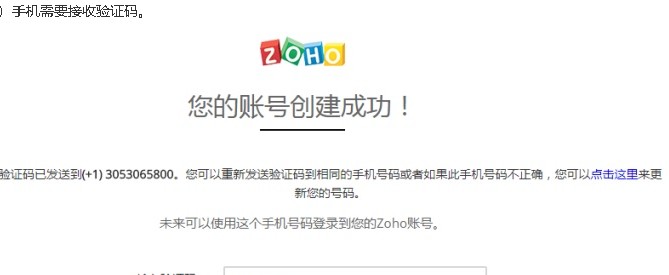 ）手机需要接收验证码。
ZOHO
您的账号创建成功！
验证码已发送到(+1) 3053065800。您可以重新发送验证码到相同的手机号码或者如果此手机号码不正确，您可以点击这里来更
新您的号码。
未来可以使用这个手机号码登录到您的Zoho账号。